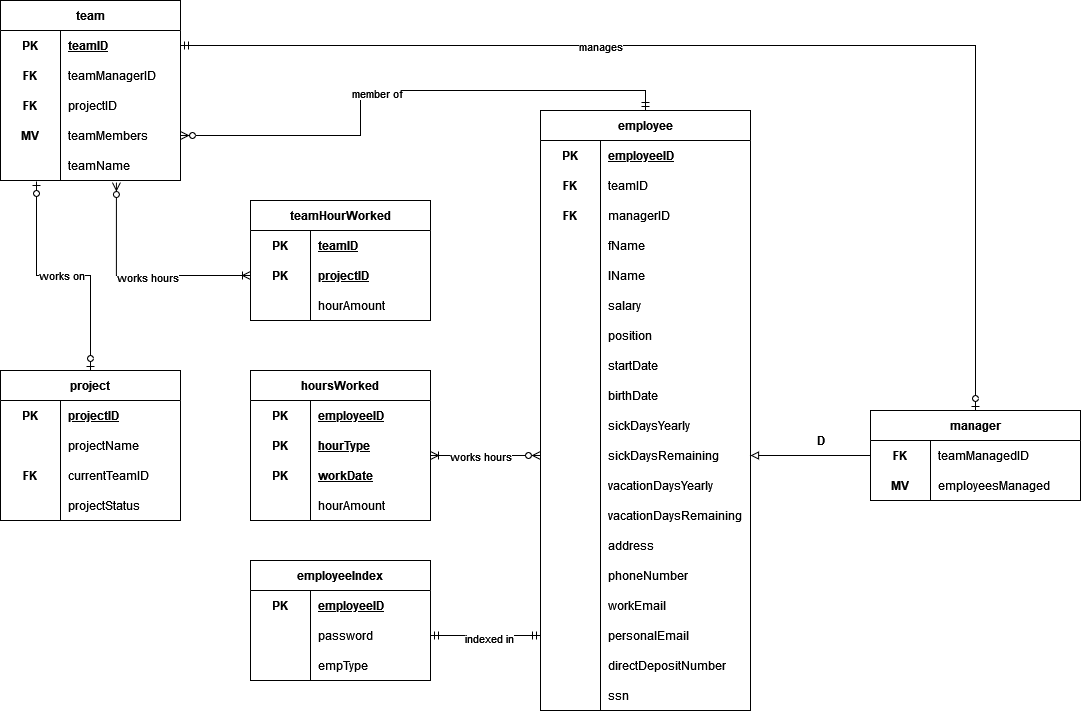 team
PK teamID
FK teamManagerID
FK projectID
MV teamMembers
teamName
manages
member of
employee
PK employeeID
FK teamID
FK managerID
fName
lName
salary
position
startDate
birthDate
sickDaysYearly
sickDaysRemaining
vacationDaysYearly
vacationDaysRemaining
address
phoneNumber
workEmail
personalEmail
directDepositNumber
ssn
teamHourWorked
PK teamID
PK projectID
hourAmount
works on
works hours
project
PK projectID
projectName
FK currentTeamID
projectStatus
hoursWorked
PK employeeID
PK hourType
PK workDate
hourAmount
works hours
D
manager
FK teamManagedID
MV employeesManaged
employeeIndex
PK employeeID
password
empType
indexed in